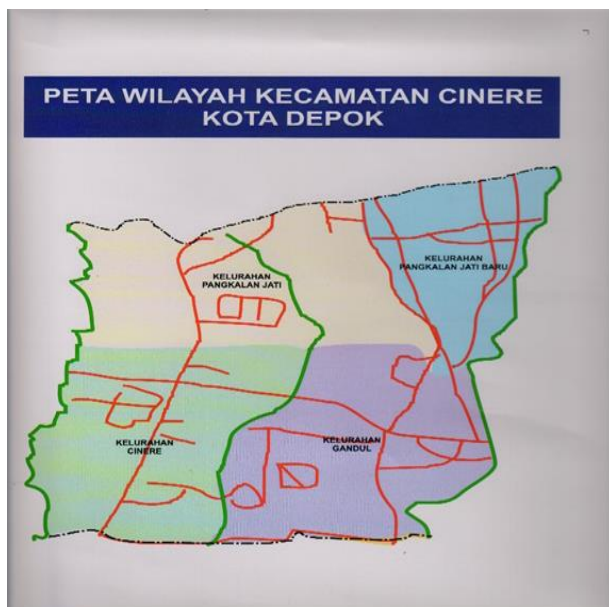 PETA WILAYAH KECAMATAN CINERE
KOTA DEPOK
KELURAHAN
PANGKALAN JATI BARU
KELURAHAN
PANGKALAN JATI
KELURAHAN
CINERE
KELURAHAN
GANDUL